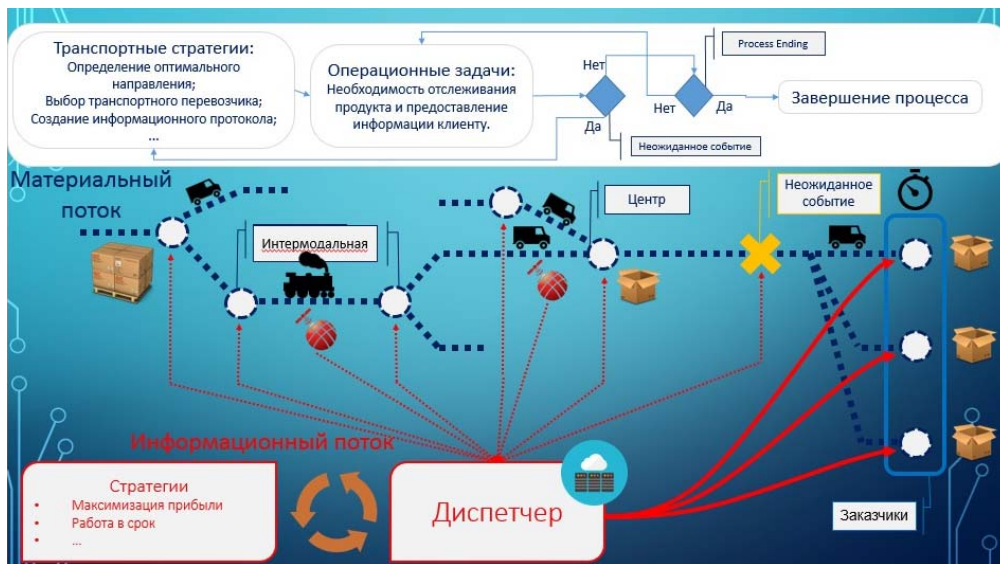 Транспортные стратегии:
Определение оптимального
направления;
Выбор транспортного перевозчика;
Создание информационного протокола;
...
Операционные задачи:
Необходимость отслеживания
продукта и предоставление
информации клиенту.
Нет
Да
Неожиданное событие
Нет
Да
Process Ending
Завершение процесса
Материальный
поток
Интермодальная
Центр
Неожиданное
событие
Информационный поток
Стратегии
• Максимизация прибыли
• Работа в срок
• ...
Диспетчер
Заказчики